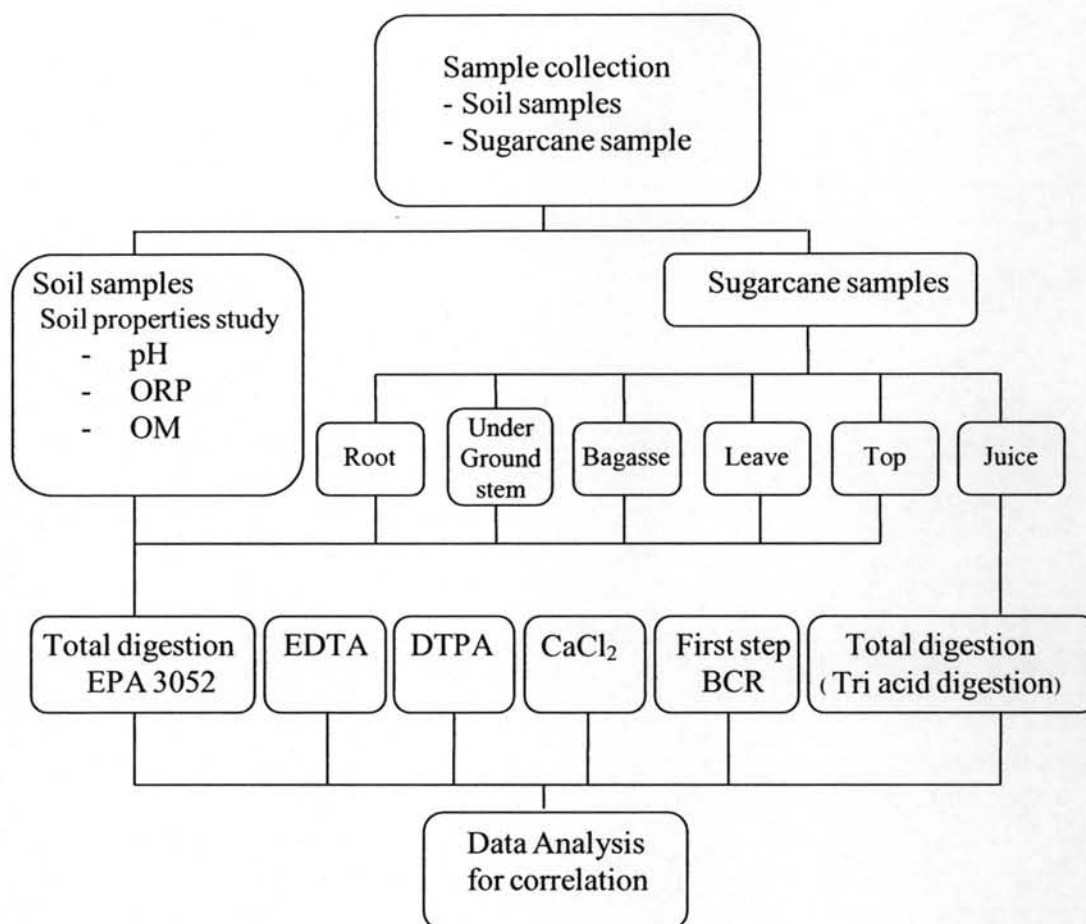 Sample collection
- Soil samples
- Sugarcane sample
Soil samples
Soil properties study
- pH
- ORP
- OM
Sugarcane samples
Root
Under
Ground
stem
Bagasse
Leave
Top
Juice
Total digestion
EPA 3052
EDTA
DTPA
CaCl₂
First step
BCR
Total digestion
( Tri acid digestion)
Data Analysis
for correlation